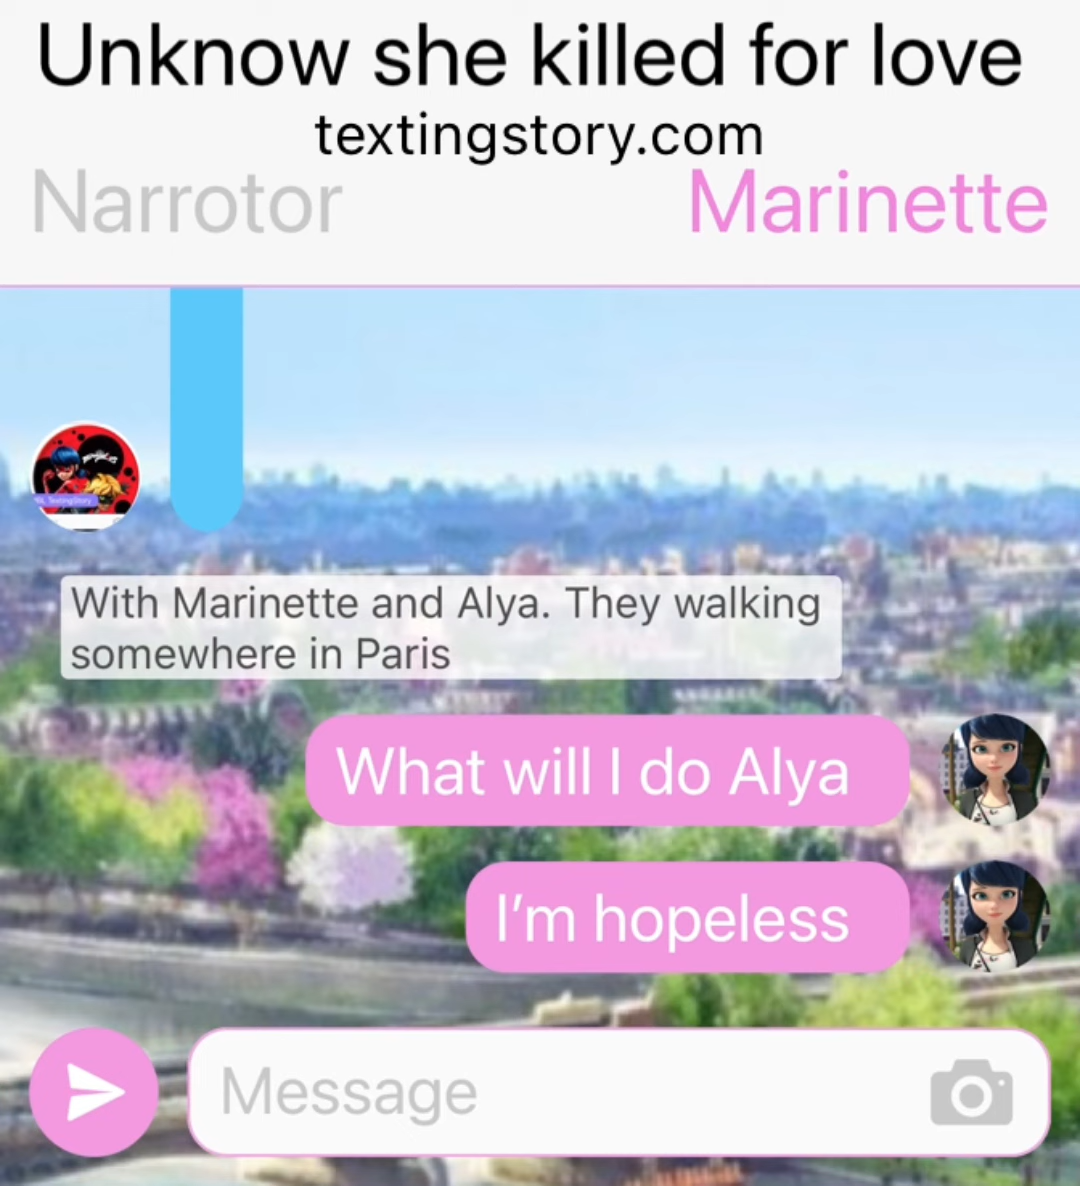 Unknow she killed for love
textingstory.com
Narrotor
Marinette
With Marinette and Alya. They walking
somewhere in Paris
What will I do Alya
I'm hopeless
Message